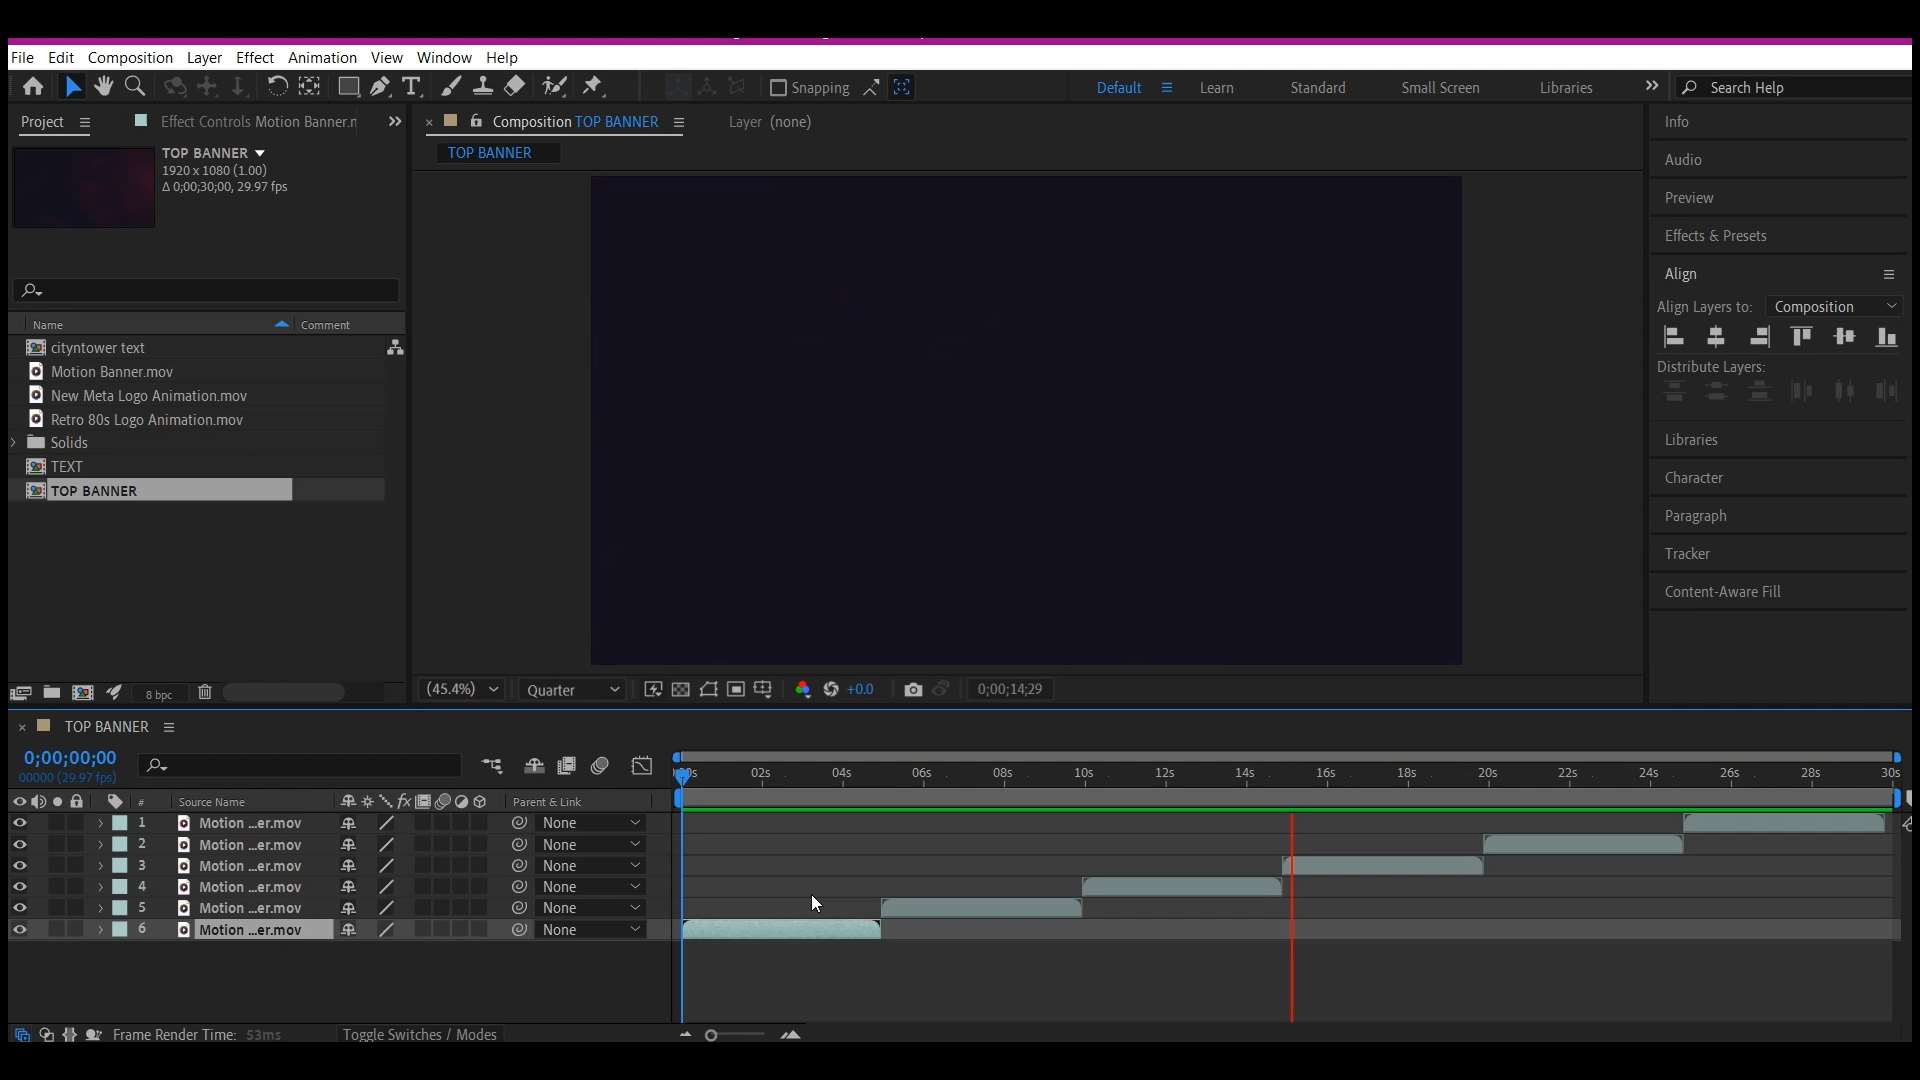 File Edit Composition Layer Effect Animation View Window Help
Snapping
Default Learn Standard Small Screen Libraries
Search Help
Project Effect Controls Motion Banner.
Composition TOP BANNER Layer (none)
TOP BANNER
TOP BANNER
1920 x 1080 (1.00)
Δ 0;00;30;00, 29.97 fps
Name Comment
cityntower text
Motion Banner.mov
New Meta Logo Animation.mov
Retro 80s Logo Animation.mov
Solids
TEXT
TOP BANNER
8 bpc
(45.4%) Quarter +0.0 0;00;14;29
Info
Audio
Preview
Effects & Presets
Align
Align Layers to: Composition
Distribute Layers:
Libraries
Character
Paragraph
Tracker
Content-Aware Fill
TOP BANNER
0;00;00;00
00000 (29.97 fps)
02s 04s 06s 08s 10s 12s 14s 16s 18s 20s 22s 24s 26s 28s 30s
# Source Name fx Parent & Link
1 Motion ...er.mov None
2 Motion ...er.mov None
3 Motion ...er.mov None
4 Motion ...er.mov None
5 Motion ...er.mov None
6 Motion ...er.mov None
Frame Render Time: 53ms Toggle Switches / Modes